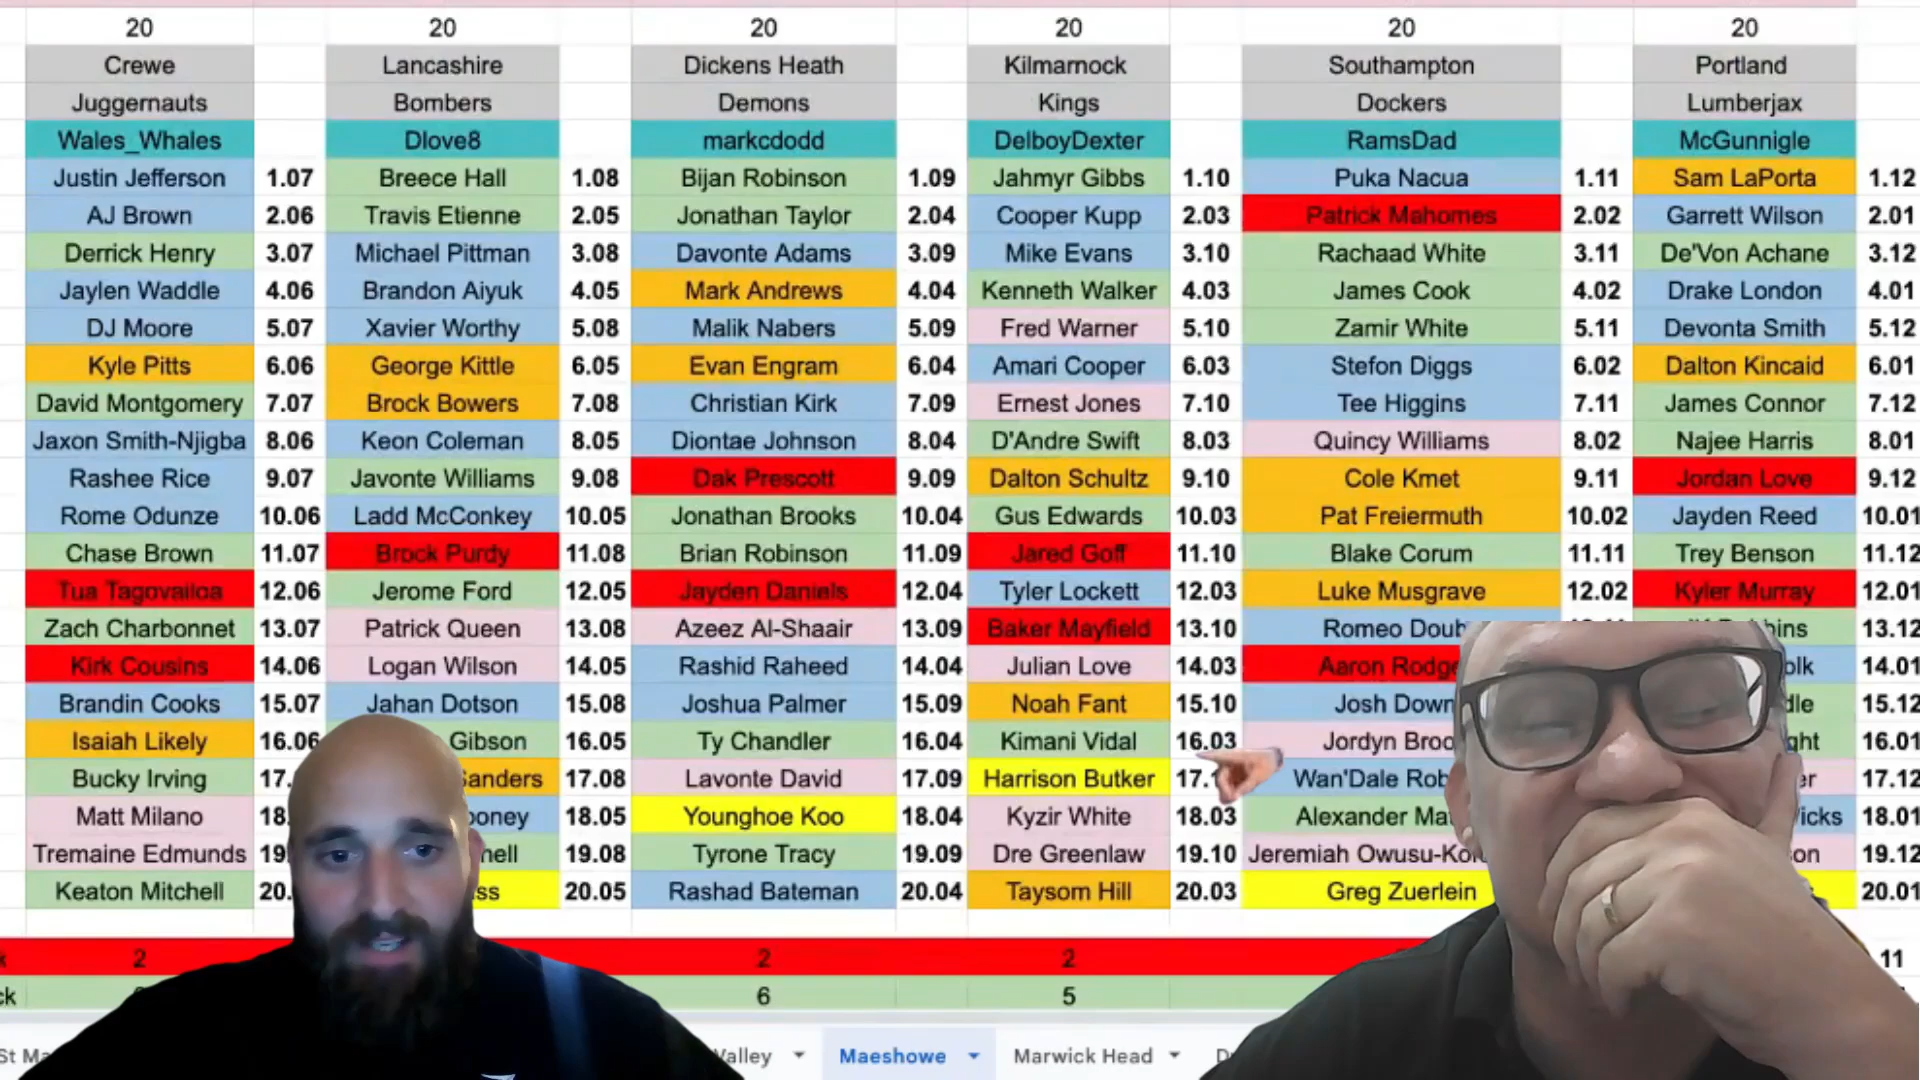 20 20 20 20 20 20
Crewe Lancashire Dickens Heath Kilmarnock Southampton Portland
Juggernauts Bombers Demons Kings Dockers Lumberjax
Wales_Whales Dlove8 markcdodd DelboyDexter RamsDad McGunnigle
Justin Jefferson 1.07 Breece Hall 1.08 Bijan Robinson 1.09 Jahmyr Gibbs 1.10 Puka Nacua 1.11 Sam LaPorta 1.12
AJ Brown 2.06 Travis Etienne 2.05 Jonathan Taylor 2.04 Cooper Kupp 2.03 Patrick Mahomes 2.02 Garrett Wilson 2.01
Derrick Henry 3.07 Michael Pittman 3.08 Davonte Adams 3.09 Mike Evans 3.10 Rachaad White 3.11 De'Von Achane 3.12
Jaylen Waddle 4.06 Brandon Aiyuk 4.05 Mark Andrews 4.04 Kenneth Walker 4.03 James Cook 4.02 Drake London 4.01
DJ Moore 5.07 Xavier Worthy 5.08 Malik Nabers 5.09 Fred Warner 5.10 Zamir White 5.11 Devonta Smith 5.12
Kyle Pitts 6.06 George Kittle 6.05 Evan Engram 6.04 Amari Cooper 6.03 Stefon Diggs 6.02 Dalton Kincaid 6.01
David Montgomery 7.07 Brock Bowers 7.08 Christian Kirk 7.09 Ernest Jones 7.10 Tee Higgins 7.11 James Connor 7.12
Jaxon Smith-Njigba 8.06 Keon Coleman 8.05 Diontae Johnson 8.04 D'Andre Swift 8.03 Quincy Williams 8.02 Najee Harris 8.01
Rashee Rice 9.07 Javonte Williams 9.08 Dak Prescott 9.09 Dalton Schultz 9.10 Cole Kmet 9.11 Jordan Love 9.12
Rome Odunze 10.06 Ladd McConkey 10.05 Jonathan Brooks 10.04 Gus Edwards 10.03 Pat Freiermuth 10.02 Jayden Reed 10.01
Chase Brown 11.07 Brock Purdy 11.08 Brian Robinson 11.09 Jared Goff 11.10 Blake Corum 11.11 Trey Benson 11.12
Tua Tagovailoa 12.06 Jerome Ford 12.05 Jayden Daniels 12.04 Tyler Lockett 12.03 Luke Musgrave 12.02 Kyler Murray 12.01
Zach Charbonnet 13.07 Patrick Queen 13.08 Azeez Al-Shaair 13.09 Baker Mayfield 13.10 Romeo 13.12
Kirk Cousins 14.06 Logan Wilson 14.05 Rashid Raheed 14.04 Julian Love 14.03 Aaron 14.01
Brandin Cooks 15.07 Jahan Dotson 15.08 Joshua Palmer 15.09 Noah Fant 15.10 Josh 15.12
Isaiah Likely 16.06 Gibson 16.05 Ty Chandler 16.04 Kimani Vidal 16.03 Jordyn 16.01
Bucky Irving Sanders 17.08 Lavonte David 17.09 Harrison Butker Wan'Dale 17.12
Matt Milano 18.05 Younghoe Koo 18.04 Kyzir White 18.03 Alexander 18.01
Tremaine Edmunds 19.08 Tyrone Tracy 19.09 Dre Greenlaw 19.10 Jeremiah 19.12
Keaton Mitchell 20.05 Rashad Bateman 20.04 Taysom Hill 20.03 Greg Zuerlein 20.01
2 2 2 11
6 5
Valley Maeshowe Marwick Head